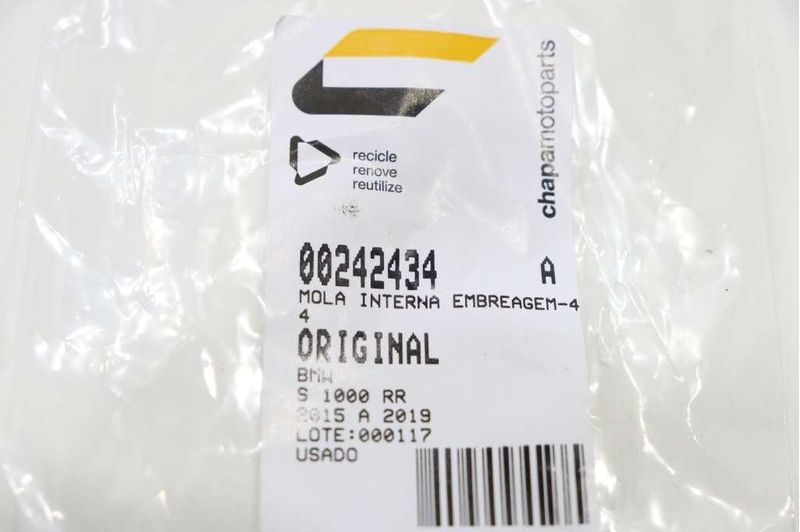 chapamotoparts
recicle
renove
reutilize
00242434 A
MOLA INTERNA EMBREAGEM-4
4
ORIGINAL
BMW
S 1000 RR
2015 A 2019
LOTE:000117
USADO